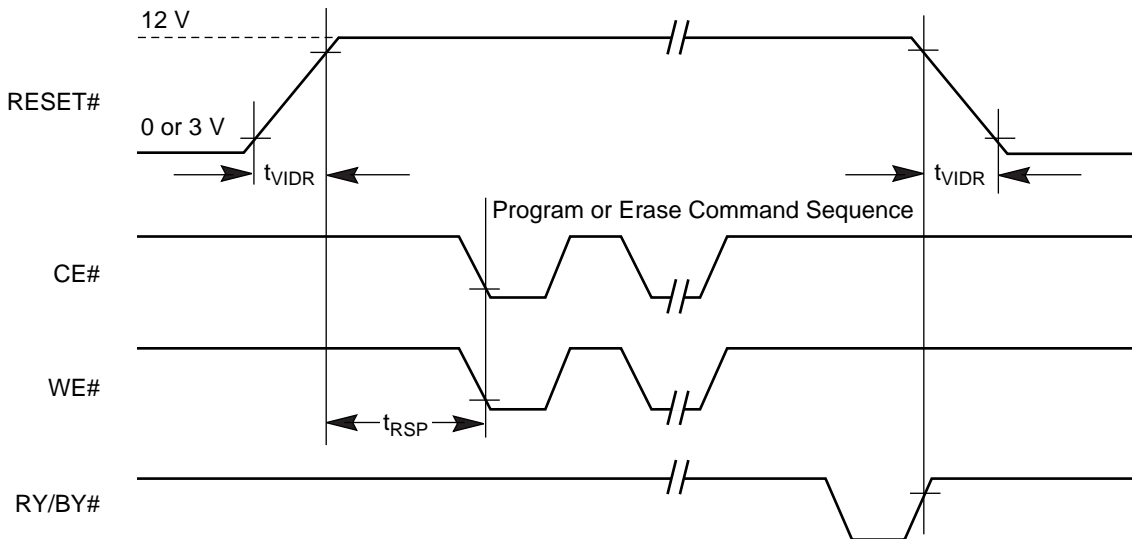 12 V
RESET#
0 or 3 V
tVIDR
tVIDR
Program or Erase Command Sequence
CE#
WE#
tRSP
RY/BY#